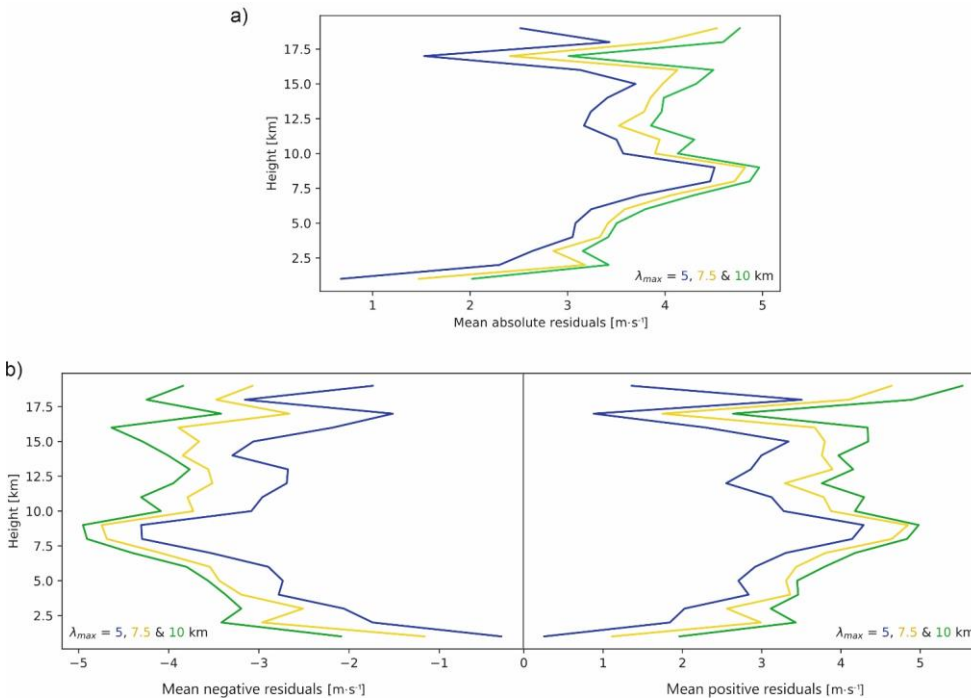 a)
17.5
15.0
12.5
10.0
7.5
5.0
2.5
Height [km]
λmax = 5, 7.5 & 10 km
1 2 3 4 5
Mean absolute residuals [m·s⁻¹]
b)
17.5
15.0
12.5
10.0
7.5
5.0
2.5
Height [km]
λmax = 5, 7.5 & 10 km λmax = 5, 7.5 & 10 km
−5 −4 −3 −2 −1 0 1 2 3 4 5
Mean negative residuals [m·s⁻¹] Mean positive residuals [m·s⁻¹]